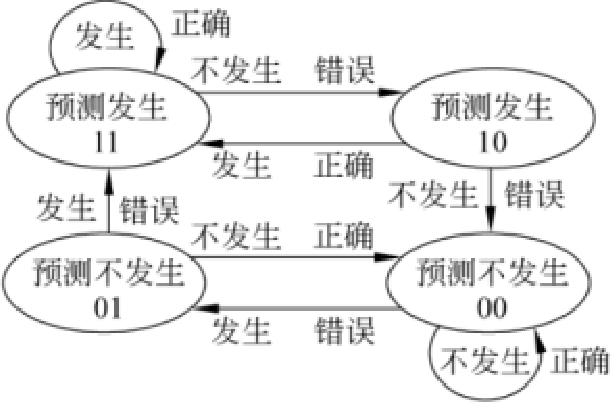 发生 正确
不发生 错误
预测发生
11
预测发生
10
发生 正确
发生 错误
不发生 错误
不发生 正确
预测不发生
01
预测不发生
00
发生 错误
不发生 正确